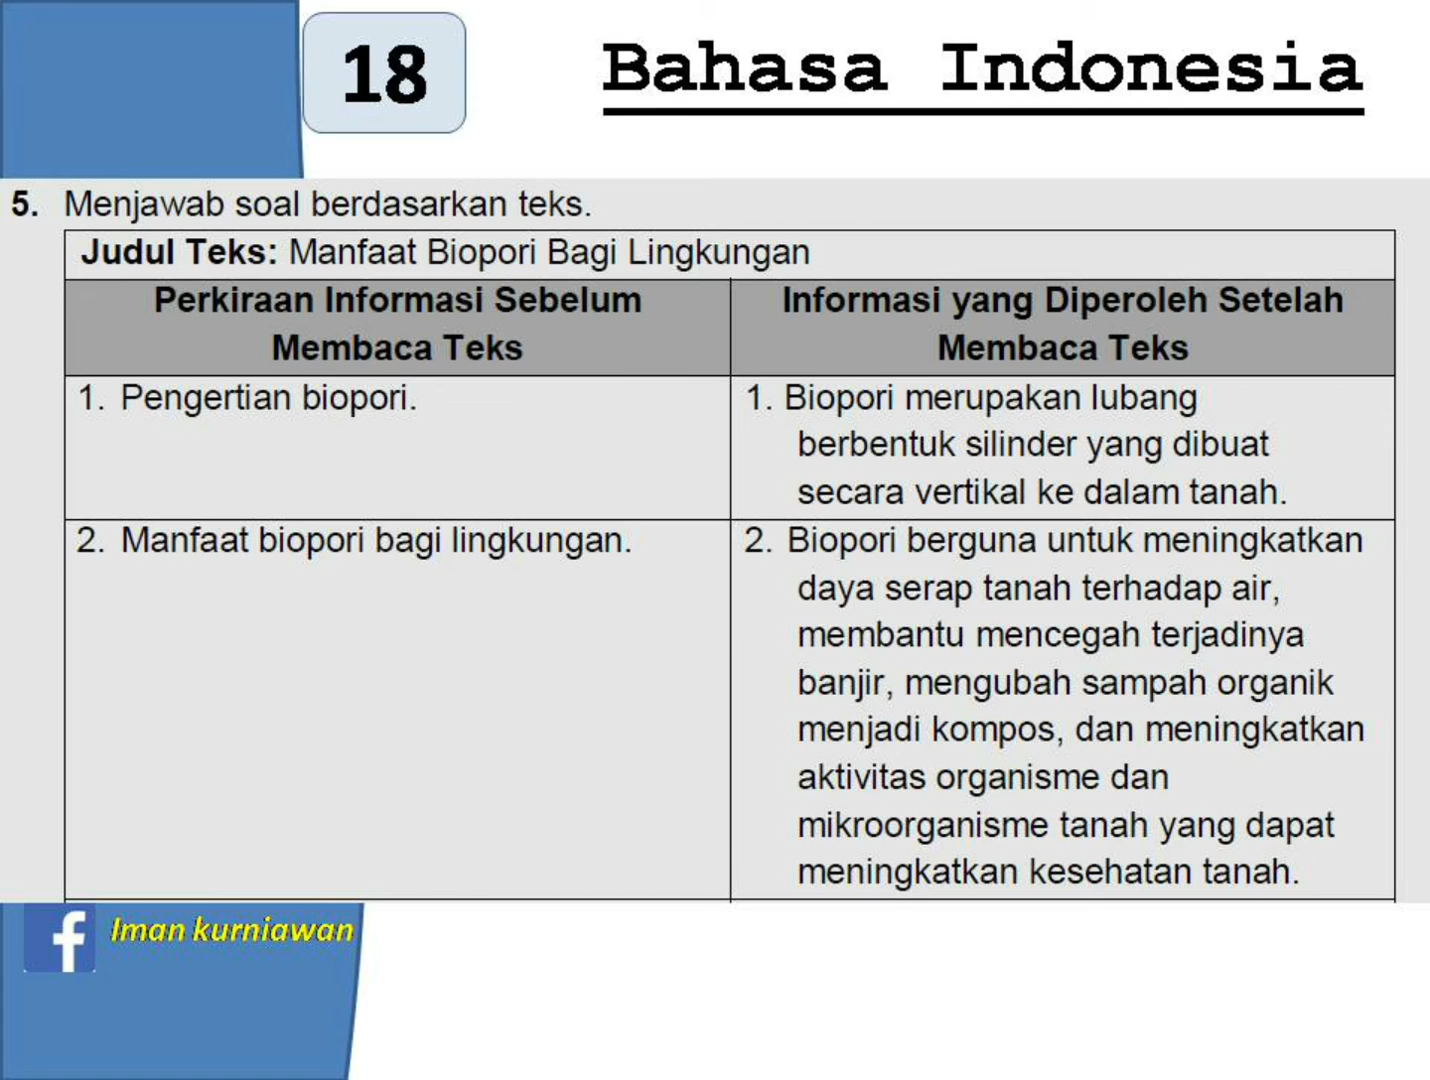 18
Bahasa Indonesia
5. Menjawab soal berdasarkan teks.
Judul Teks: Manfaat Biopori Bagi Lingkungan
Perkiraan Informasi Sebelum
Membaca Teks
Informasi yang Diperoleh Setelah
Membaca Teks
1. Pengertian biopori.
1. Biopori merupakan lubang
berbentuk silinder yang dibuat
secara vertikal ke dalam tanah.
2. Manfaat biopori bagi lingkungan.
2. Biopori berguna untuk meningkatkan
daya serap tanah terhadap air,
membantu mencegah terjadinya
banjir, mengubah sampah organik
menjadi kompos, dan meningkatkan
aktivitas organisme dan
mikroorganisme tanah yang dapat
meningkatkan kesehatan tanah.
f
Iman kurniawan